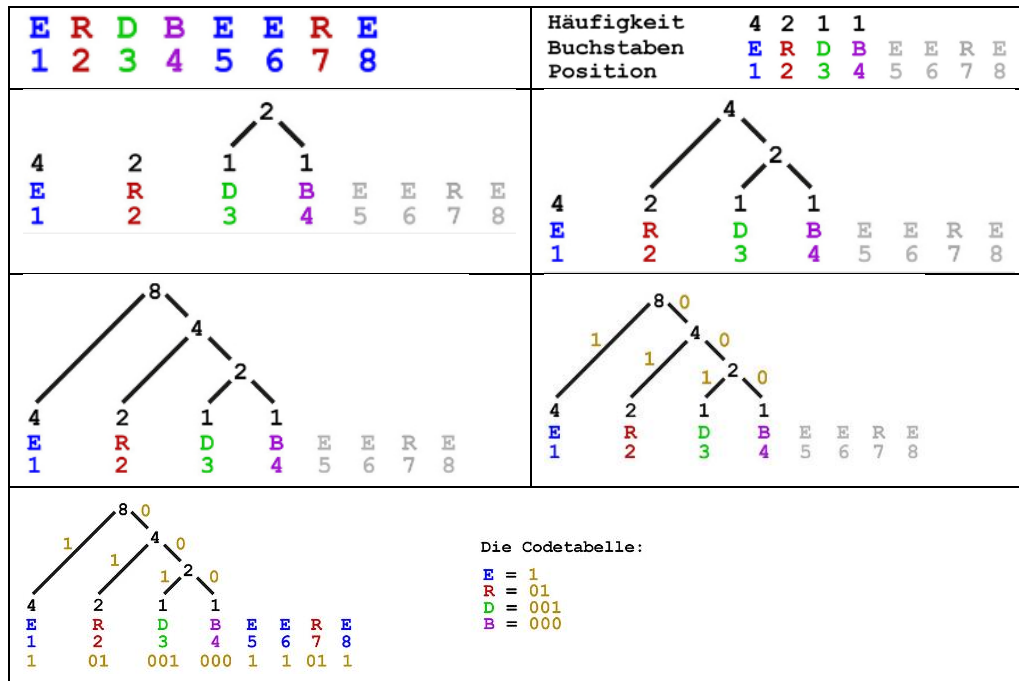 E R D B E E R E
1 2 3 4 5 6 7 8
Häufigkeit 4 2 1 1
Buchstaben E R D B E E R E
Position 1 2 3 4 5 6 7 8
2
4 2 1 1
E R D B E E R E
1 2 3 4 5 6 7 8
4
2
4 2 1 1
E R D B E E R E
1 2 3 4 5 6 7 8
8
4
2
4 2 1 1
E R D B E E R E
1 2 3 4 5 6 7 8
8 0
1 4 0
1 2
1 0
4 2 1 1
E R D B E E R E
1 2 3 4 5 6 7 8
8 0
1 4 0
1 2
1 0
4 2 1 1
E R D B E E R E
1 2 3 4 5 6 7 8
1 01 001 000 1 1 01 1
Die Codetabelle:
E = 1
R = 01
D = 001
B = 000